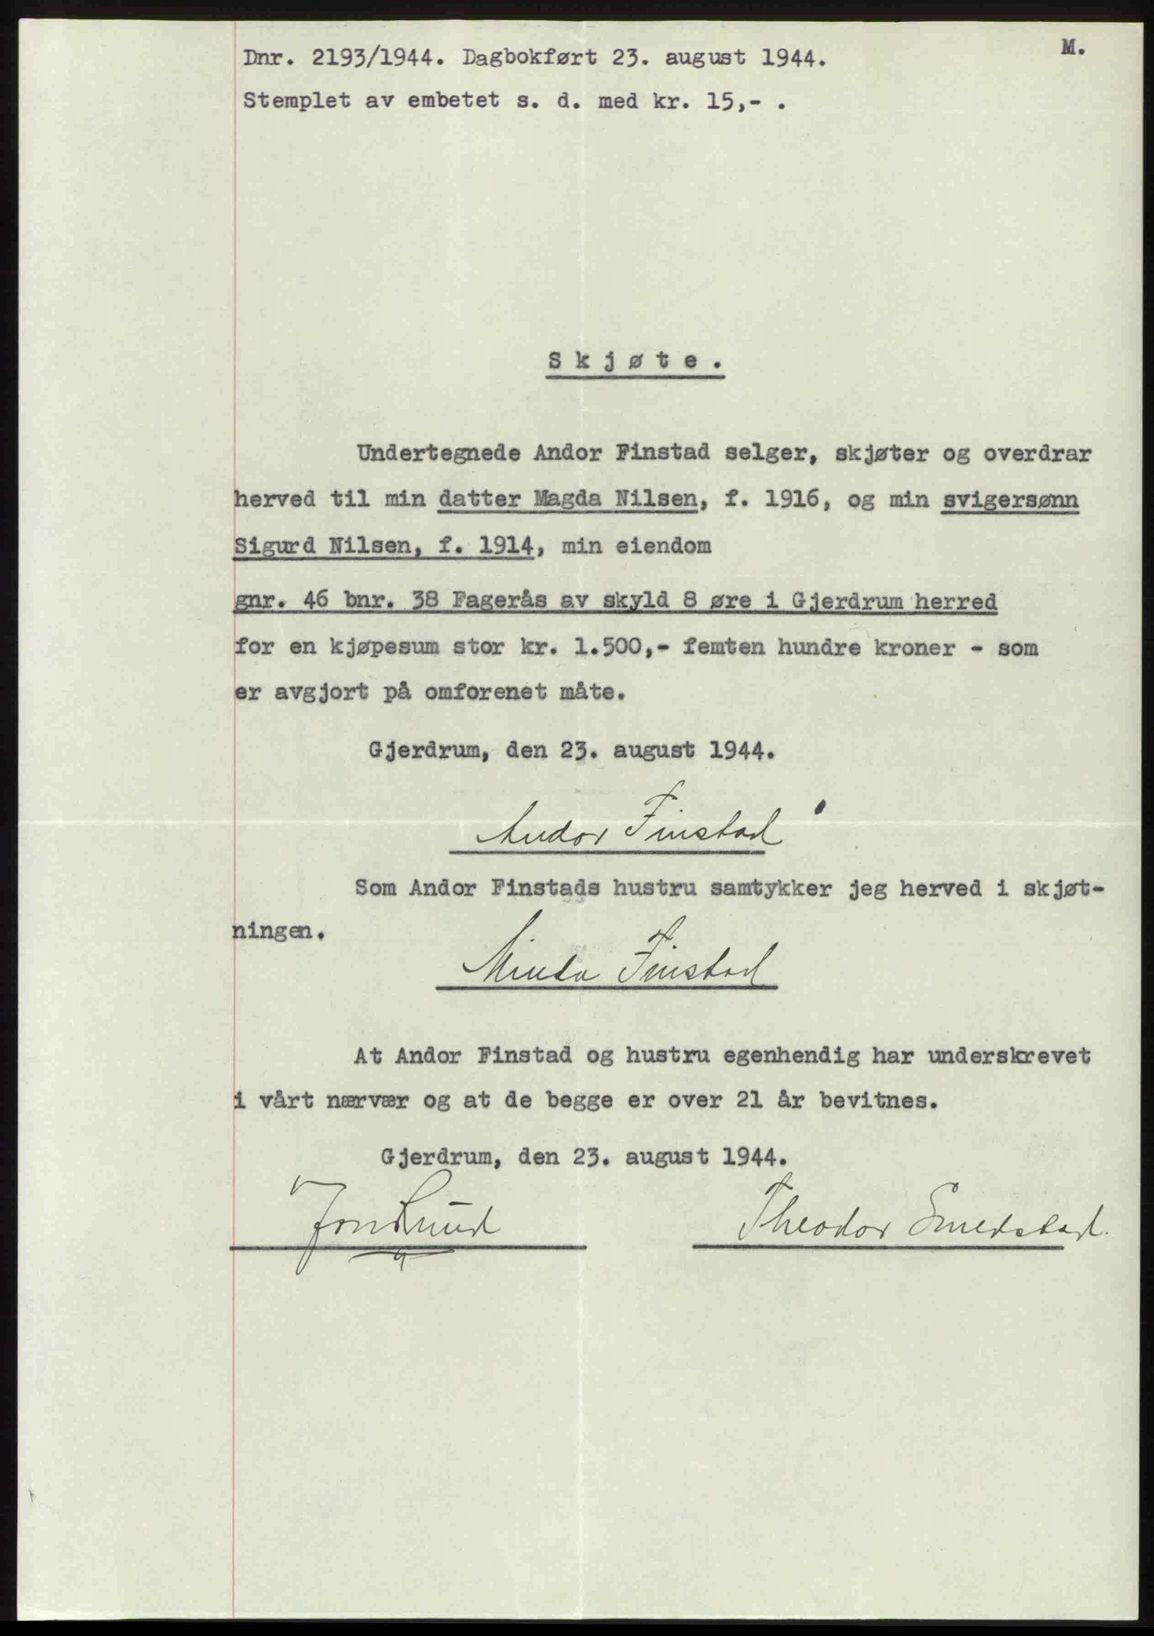 M.
Dnr. 2193/1944. Dagbokført 23. august 1944.
Stemplet av embetet s. d. med kr. 15,- .
Skjøte.
Undertegnede Andor Finstad selger, skjøter og overdrar
herved til min datter Magda Nilsen, f. 1916, og min svigersønn
Sigurd Nilsen, f. 1914, min eiendom
gnr. 46 bnr. 38 Fagerås av skyld 8 øre i Gjerdrum herred
for en kjøpesum stor kr. 1.500,- femten hundre kroner - som
er avgjort på omforenet måte.
Gjerdrum, den 23. august 1944.
Andor Finstad
Som Andor Finstads hustru samtykker jeg herved i skjøt-
ningen.
Minda Finstad
At Andor Finstad og hustru egenhendig har underskrevet
i vårt nærvær og at de begge er over 21 år bevitnes.
Gjerdrum, den 23. august 1944.
Jon Lund Theodor Smedstad.